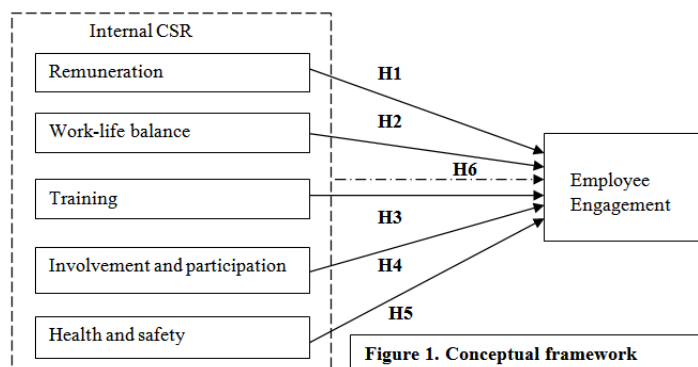 Internal CSR
Remuneration
H1
Work-life balance
H2
H6
Training
Employee
Engagement
H3
Involvement and participation
H4
Health and safety
H5
Figure 1. Conceptual framework